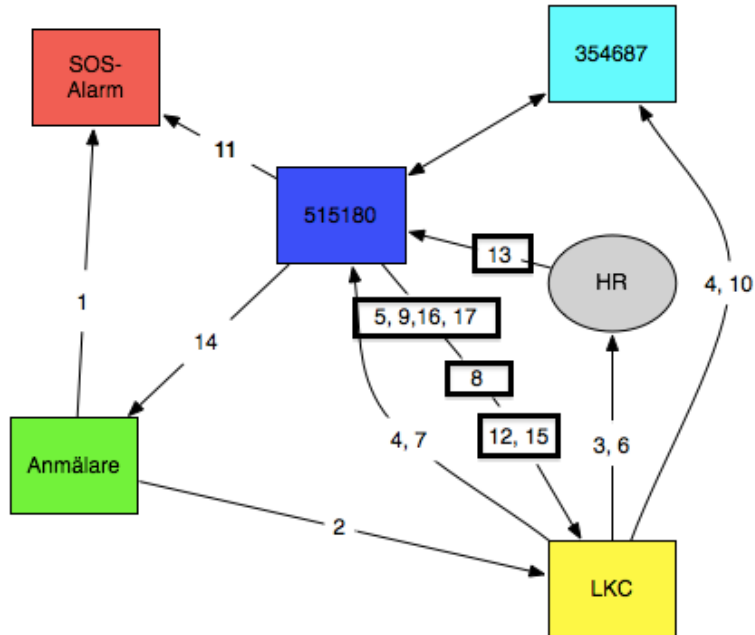 SOS-
Alarm
354687
11
515180
13
HR
1
5, 9,16, 17
4, 10
14
8
4, 7
12, 15
3, 6
Anmälare
2
LKC